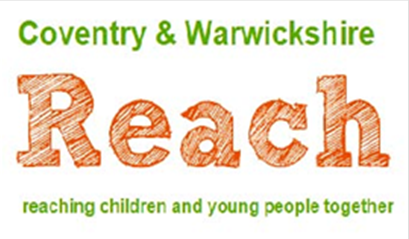 Coventry & Warwickshire
Reach
reaching children and young people together